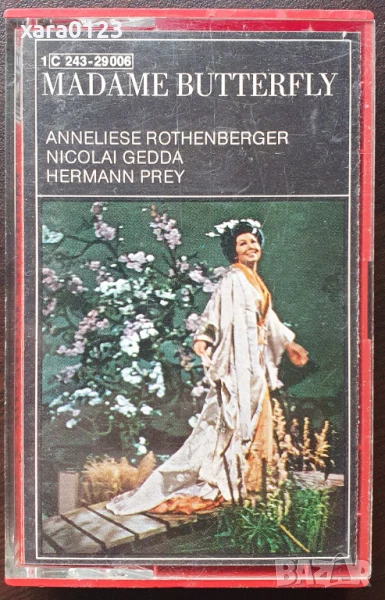 xara0123
1C 243-29006
MADAME BUTTERFLY
ANNELIESE ROTHENBERGER
NICOLAI GEDDA
HERMANN PREY
BAZAR